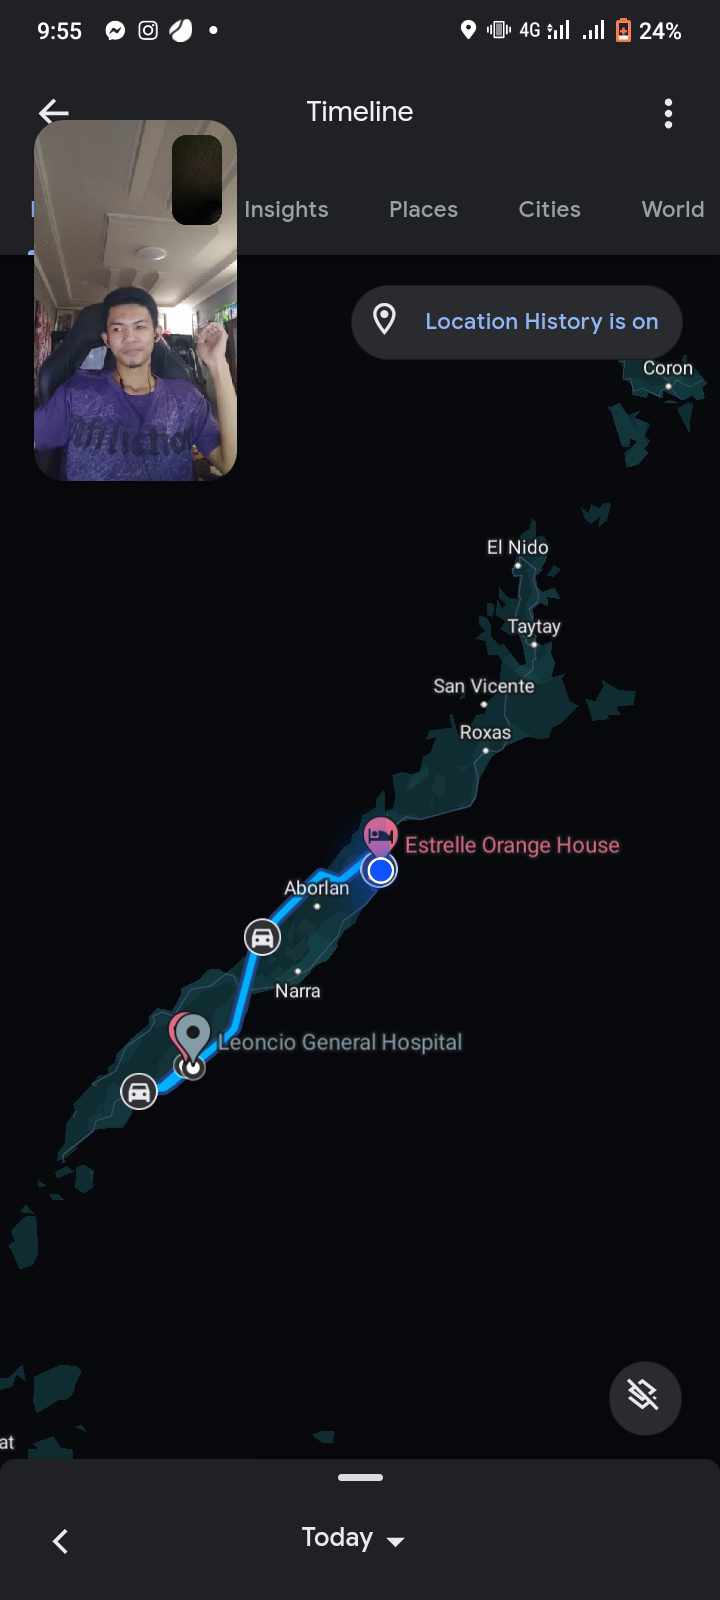 9:55
4G
24%
Timeline
Insights
Places
Cities
World
Location History is on
Coron
El Nido
Taytay
San Vicente
Roxas
Estrelle Orange House
Aborlan
Narra
Leoncio General Hospital
at
Today